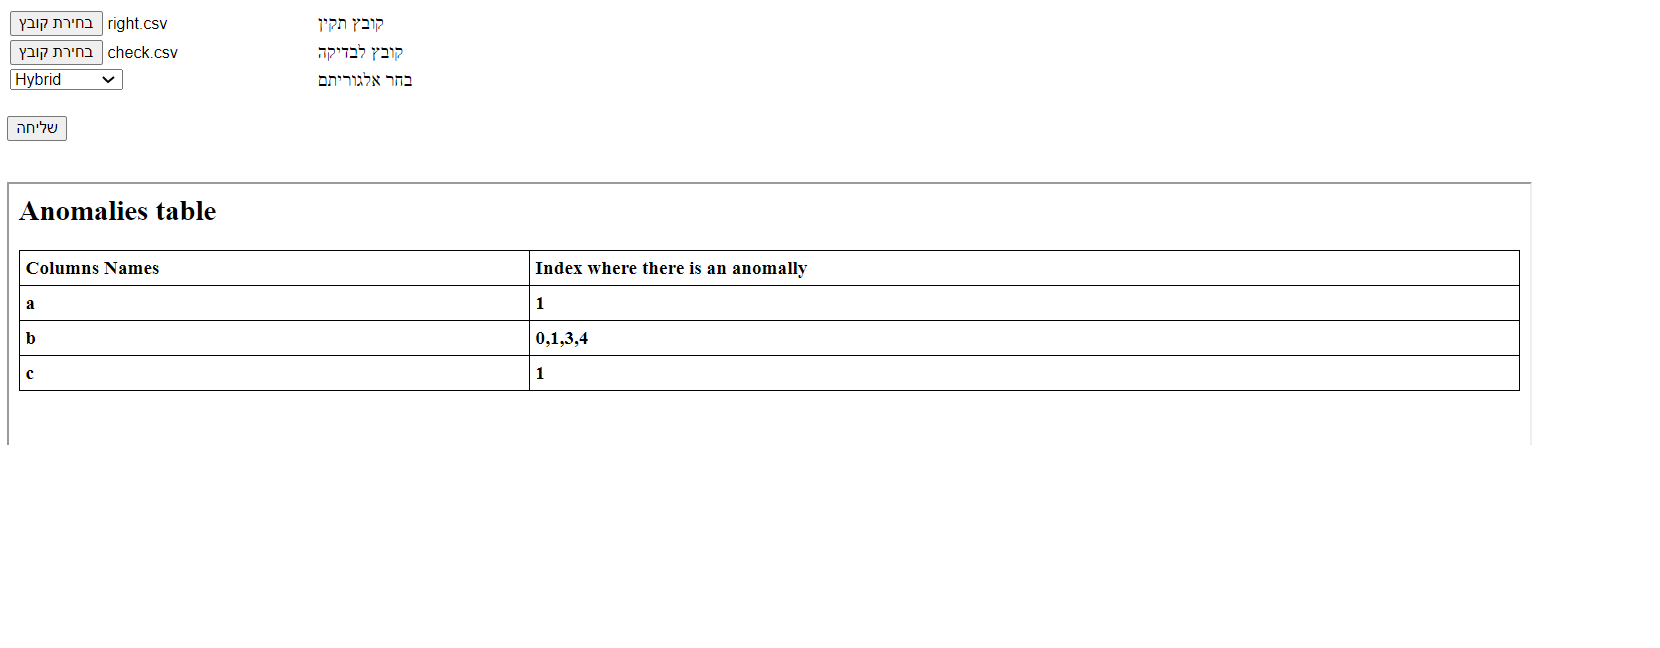 בחירת קובץ right.csv קובץ תקין
בחירת קובץ check.csv קובץ לבדיקה
Hybrid בחר אלגוריתם
שליחה
Anomalies table
Columns Names Index where there is an anomally
a 1
b 0,1,3,4
c 1